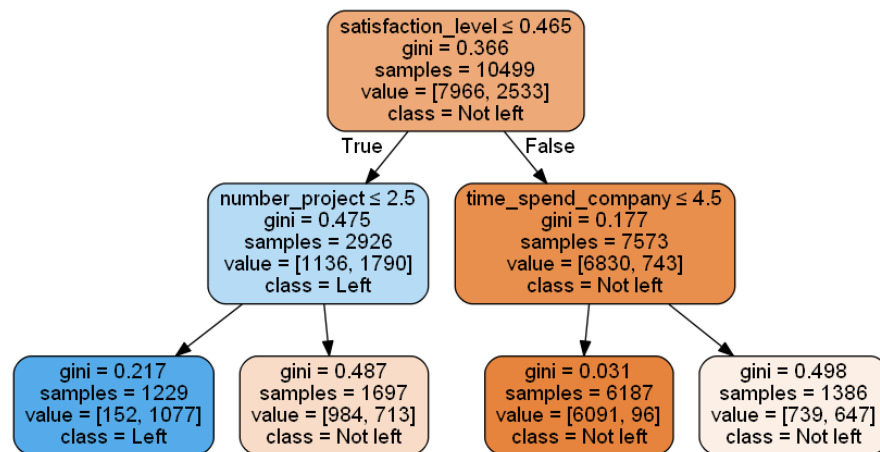 satisfaction_level ≤ 0.465
gini = 0.366
samples = 10499
value = [7966, 2533]
class = Not left
True
False
number_project ≤ 2.5
gini = 0.475
samples = 2926
value = [1136, 1790]
class = Left
time_spend_company ≤ 4.5
gini = 0.177
samples = 7573
value = [6830, 743]
class = Not left
gini = 0.217
samples = 1229
value = [152, 1077]
class = Left
gini = 0.487
samples = 1697
value = [984, 713]
class = Not left
gini = 0.031
samples = 6187
value = [6091, 96]
class = Not left
gini = 0.498
samples = 1386
value = [739, 647]
class = Not left